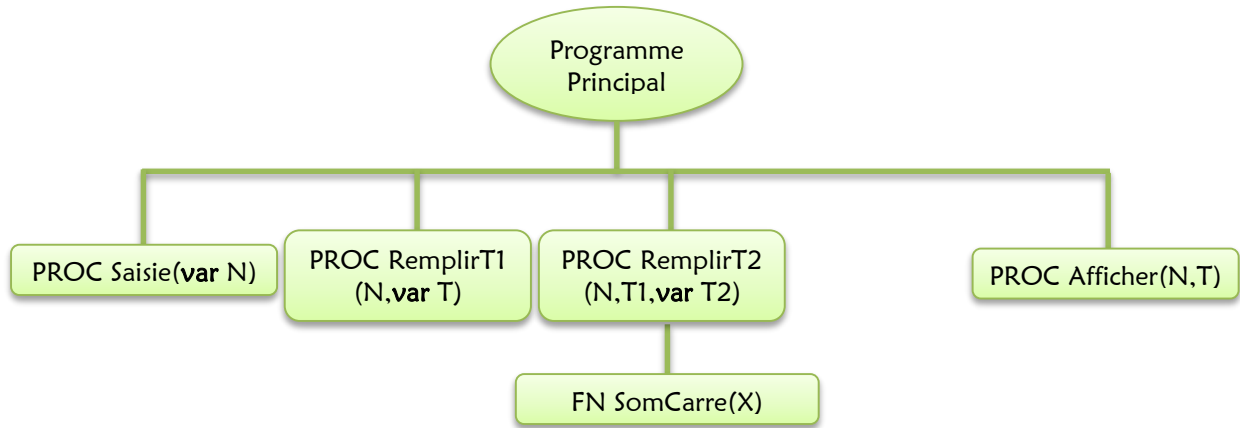 Programme
Principal
PROC Saisie(var N)
PROC RemplirT1
(N,var T)
PROC RemplirT2
(N,T1,var T2)
PROC Afficher(N,T)
FN SomCarre(X)